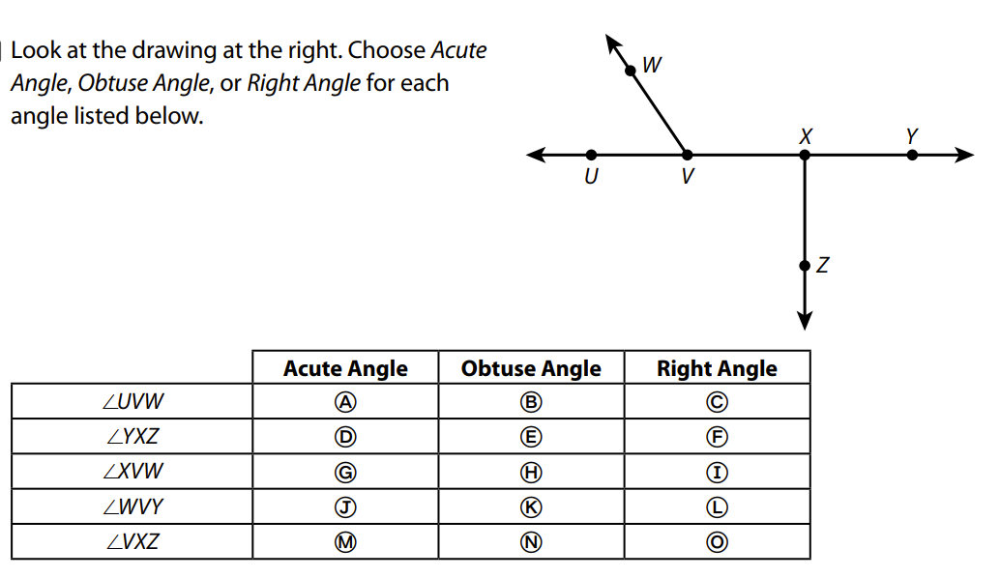 Look at the drawing at the right. Choose Acute
Angle, Obtuse Angle, or Right Angle for each
angle listed below.
W
X Y
U V
Z
Acute Angle Obtuse Angle Right Angle
∠UVW Ⓐ Ⓑ Ⓒ
∠YXZ Ⓓ Ⓔ Ⓕ
∠XVW Ⓖ Ⓗ Ⓘ
∠WVY Ⓙ Ⓚ Ⓛ
∠VXZ Ⓜ Ⓝ Ⓞ